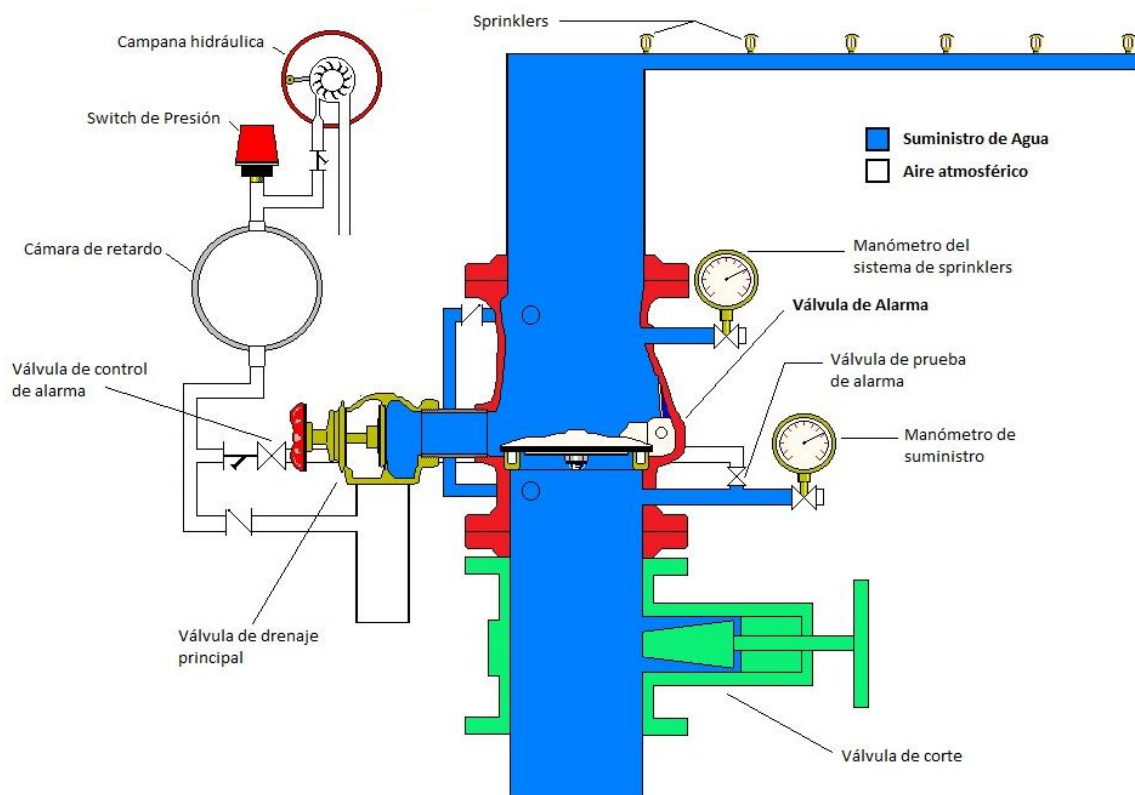 Sprinklers
Campana hidráulica
Switch de Presión
Suministro de Agua
Aire atmosférico
Cámara de retardo
Manómetro del
sistema de sprinklers
Válvula de Alarma
Válvula de control
de alarma
Válvula de prueba
de alarma
Manómetro de
suministro
Válvula de drenaje
principal
Válvula de corte